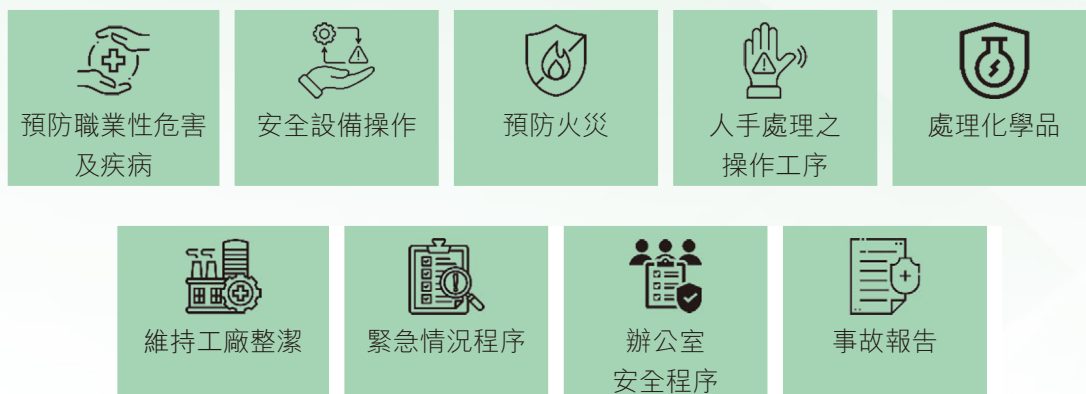 預防職業性危害
及疾病
安全設備操作
預防火災
人手處理之
操作工序
處理化學品
維持工廠整潔
緊急情況程序
辦公室
安全程序
事故報告